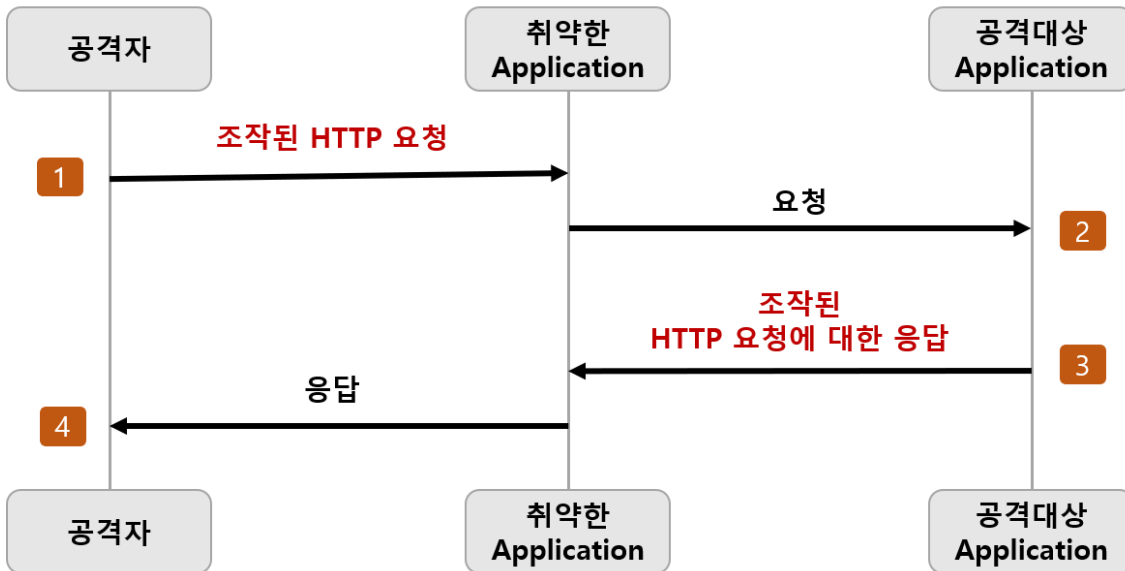 공격자
취약한
Application
공격대상
Application
조작된 HTTP 요청
1
요청
2
조작된
HTTP 요청에 대한 응답
3
응답
4
공격자
취약한
Application
공격대상
Application